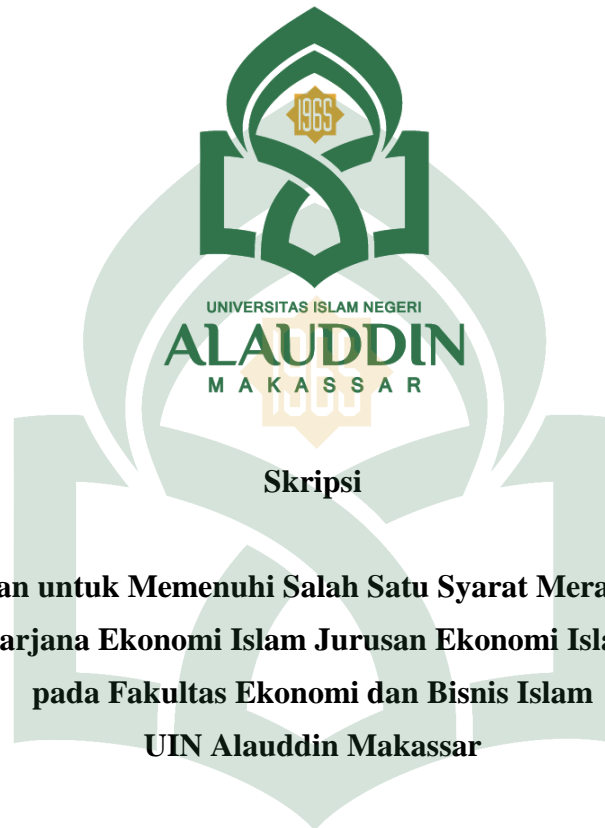 1965
UNIVERSITAS ISLAM NEGERI
ALAUDDIN
MAKASSAR
1965
Skripsi
untuk Memenuhi Salah Satu Syarat
Ekonomi Islam Jurusan Ekonomi
pada Fakultas Ekonomi dan Bisnis Islam
UIN Alauddin Makassar